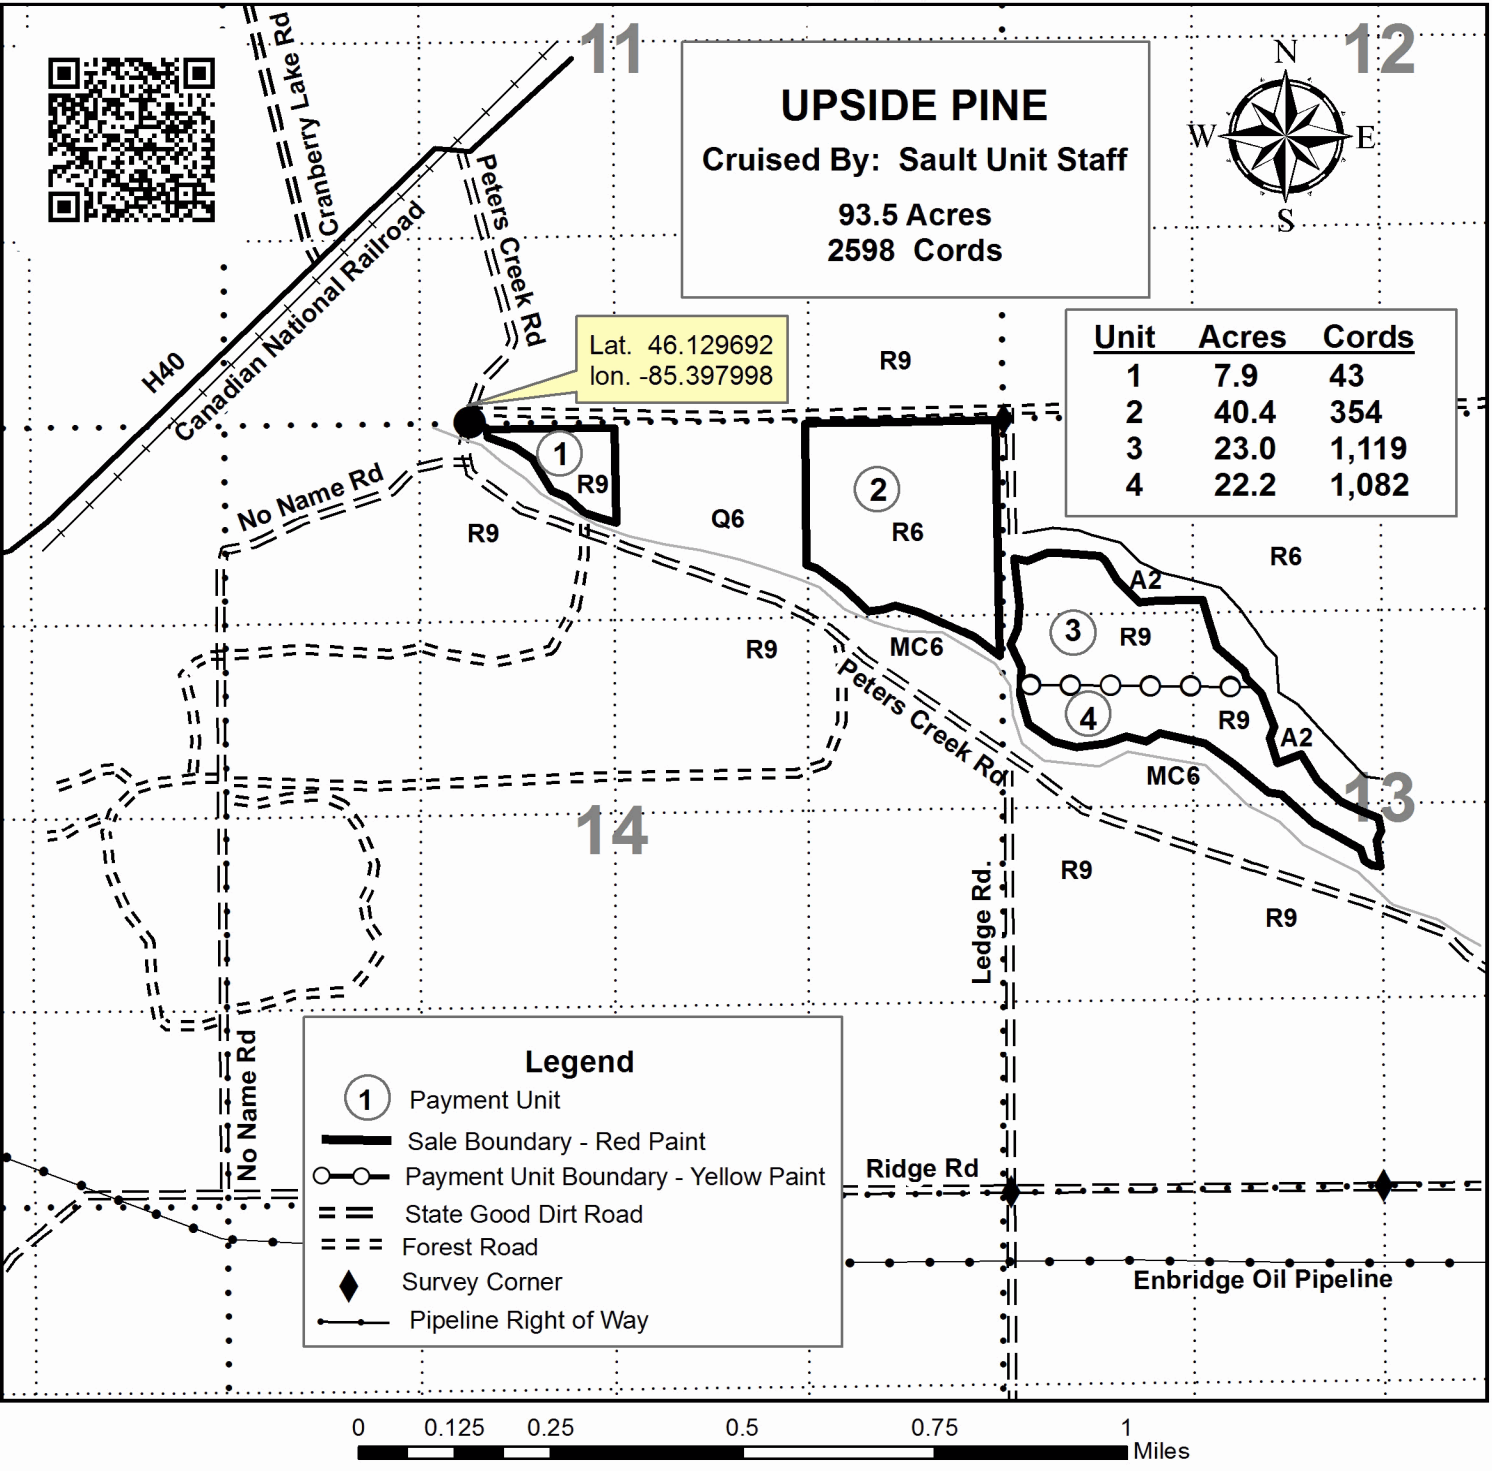 11
12
UPSIDE PINE
Cruised By: Sault Unit Staff
93.5 Acres
2598 Cords
N
W
E
S
Cranberry Lake Rd
Peters Creek Rd
H40
Canadian National Railroad
Lat. 46.129692
lon. -85.397998
R9
Unit Acres Cords
1 7.9 43
2 40.4 354
3 23.0 1,119
4 22.2 1,082
1
R9
2
R6
Q6
No Name Rd
R9
R6
A2
3
R9
R9
MC6
4
R9
A2
Peters Creek Rd
MC6
13
14
R9
R9
Ledge Rd.
No Name Rd
Legend
1 Payment Unit
Sale Boundary - Red Paint
Payment Unit Boundary - Yellow Paint
State Good Dirt Road
Forest Road
Survey Corner
Pipeline Right of Way
Ridge Rd
Enbridge Oil Pipeline
0 0.125 0.25 0.5 0.75 1
Miles